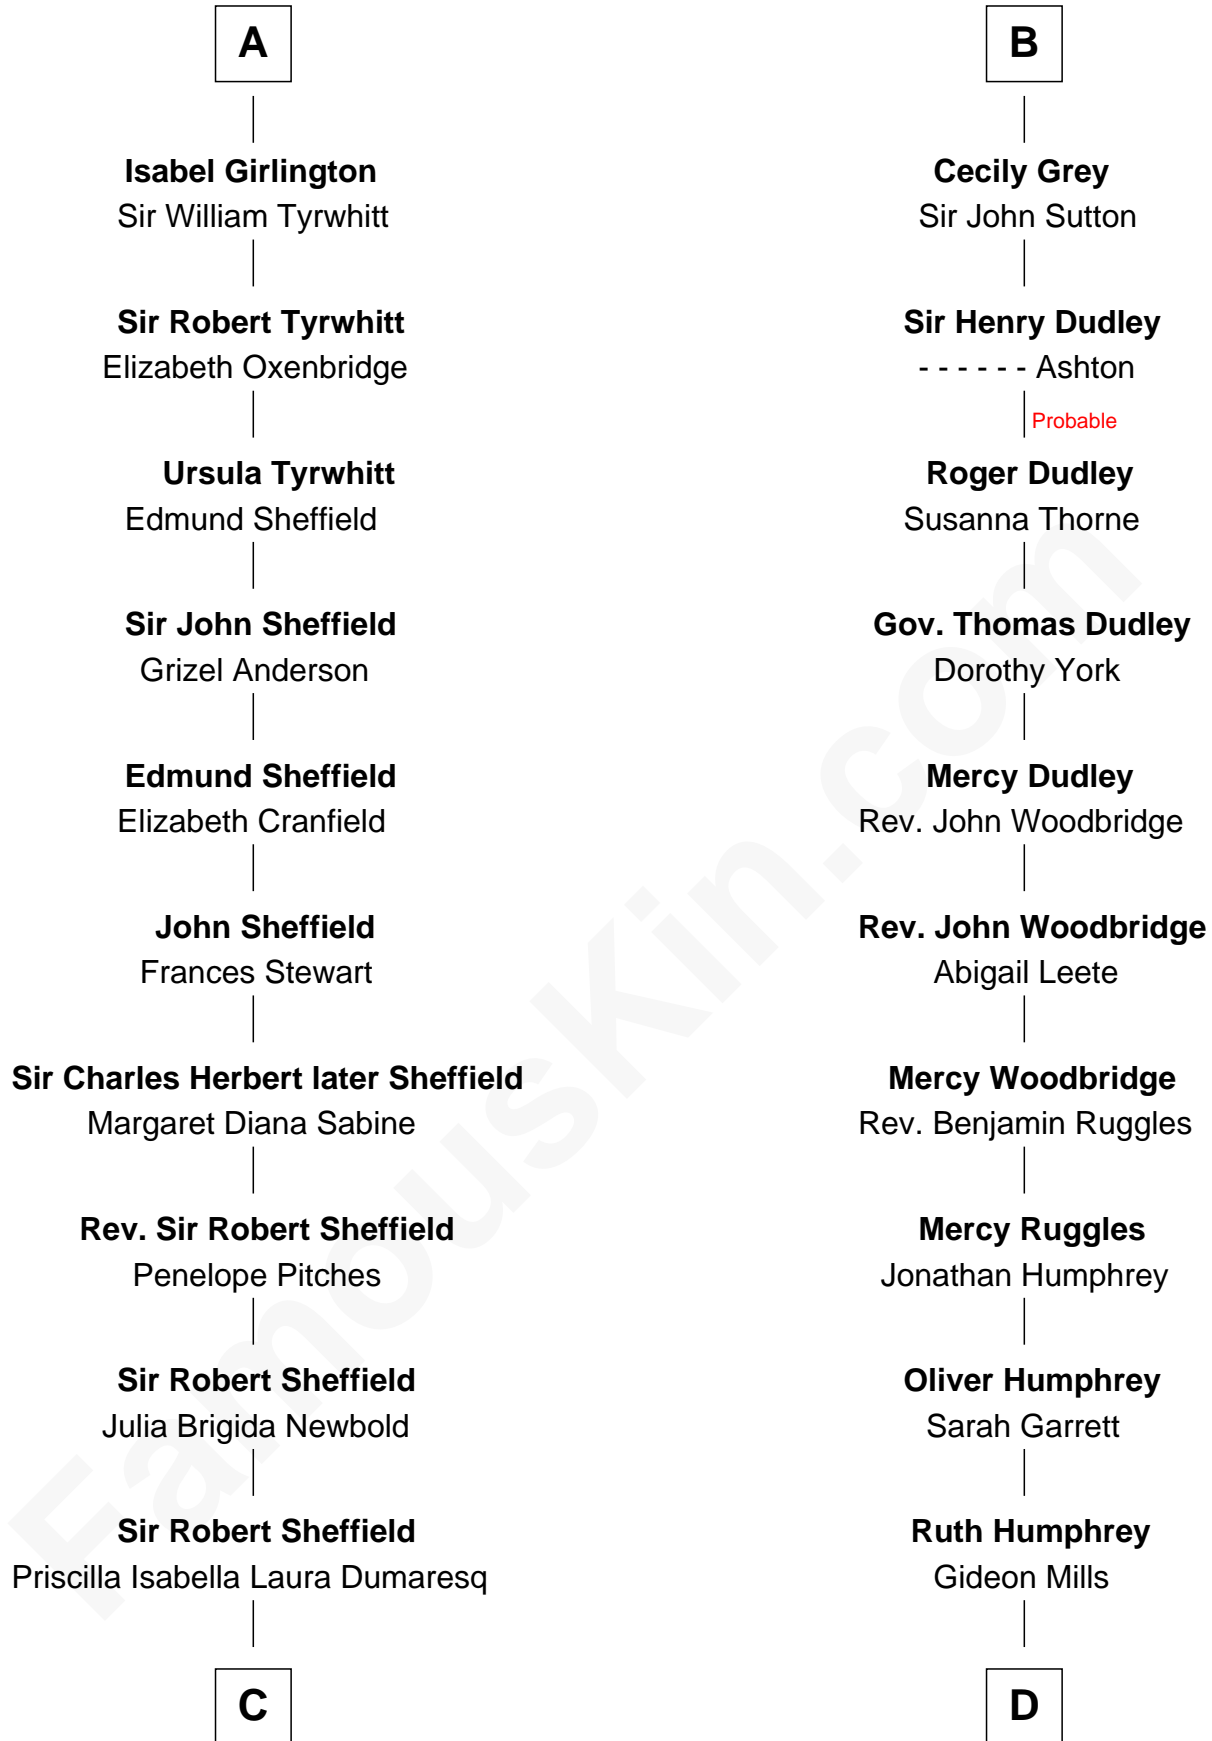 A
Isabel Girlington
Sir William Tyrwhitt
Sir Robert Tyrwhitt
Elizabeth Oxenbridge
Ursula Tyrwhitt
Edmund Sheffield
Sir John Sheffield
Grizel Anderson
Edmund Sheffield
Elizabeth Cranfield
John Sheffield
Frances Stewart
Sir Charles Herbert later Sheffield
Margaret Diana Sabine
Rev. Sir Robert Sheffield
Penelope Pitches
Sir Robert Sheffield
Julia Brigida Newbold
Sir Robert Sheffield
Priscilla Isabella Laura Dumaresq
C
B
Cecily Grey
Sir John Sutton
Sir Henry Dudley
- - - - - - Ashton
Probable
Roger Dudley
Susanna Thorne
Gov. Thomas Dudley
Dorothy York
Mercy Dudley
Rev. John Woodbridge
Rev. John Woodbridge
Abigail Leete
Mercy Woodbridge
Rev. Benjamin Ruggles
Mercy Ruggles
Jonathan Humphrey
Oliver Humphrey
Sarah Garrett
Ruth Humphrey
Gideon Mills
D
FamousKin.com